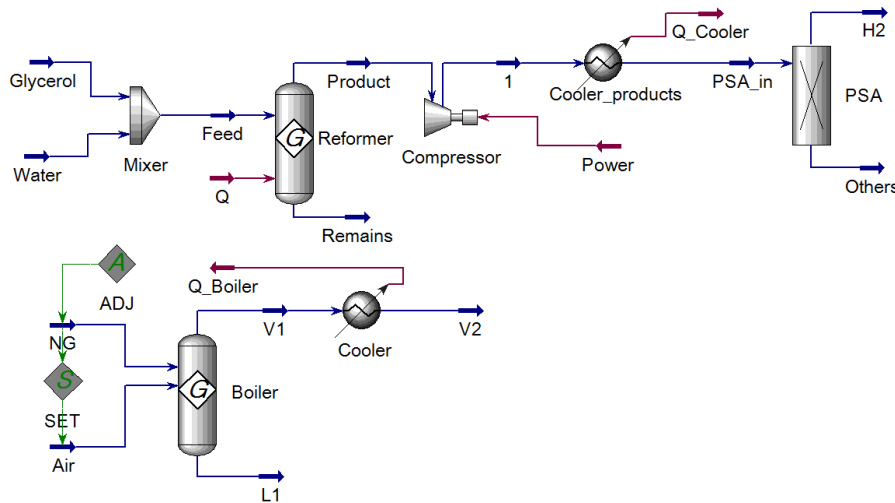 H2
Q_Cooler
Glycerol
Product
1
Cooler_products
PSA_in
PSA
Feed
G
Reformer
Mixer
Compressor
Water
Power
Q
Others
Remains
A
Q_Boiler
ADJ
V1
V2
NG
Cooler
S
G
Boiler
SET
Air
L1